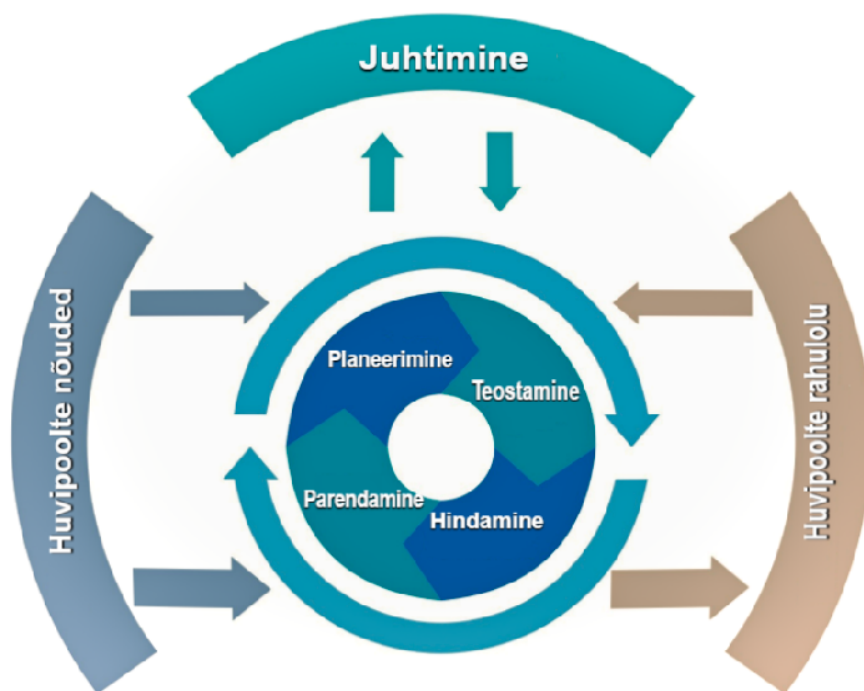 Juhtimine
Huvipoolte nõuded
Planeerimine
Teostamine
Parendamine
Hindamine
Huvipoolte rahulolu